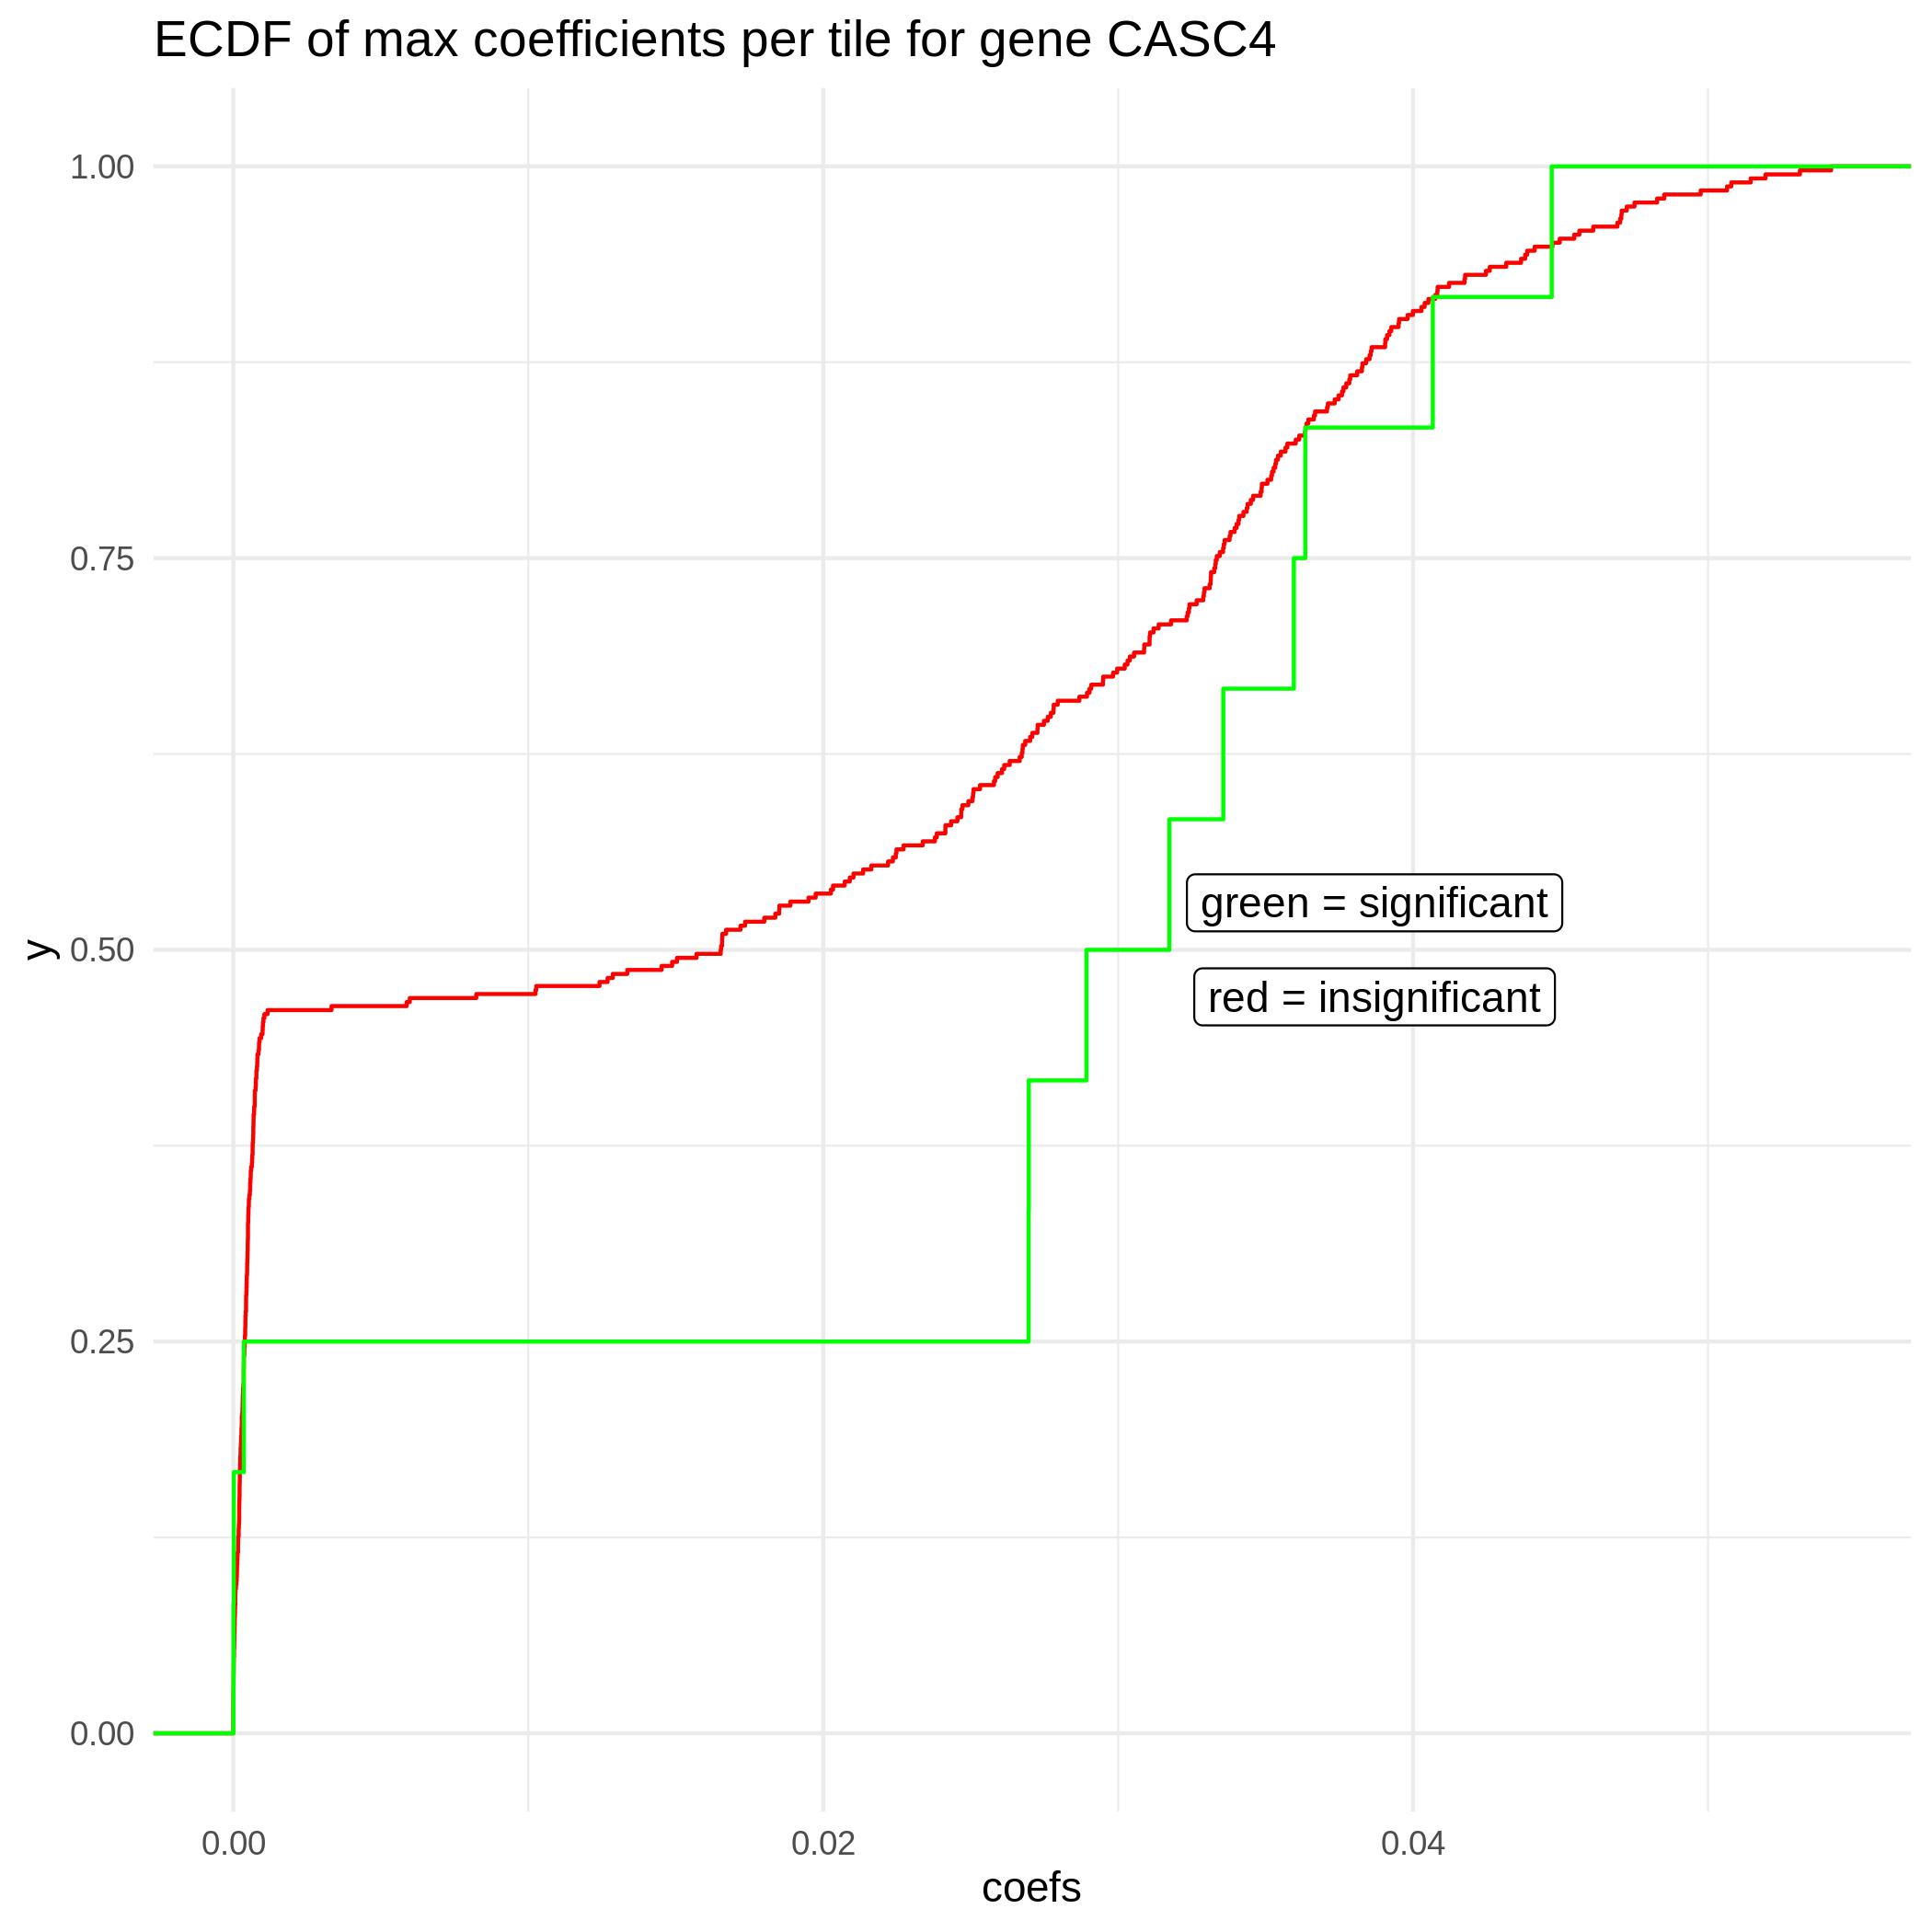 ECDF of max coefficients per tile for gene CASC4
1.00
0.75
0.50
0.25
0.00
y
green = significant
red = insignificant
0.00 0.02 0.04
coefs